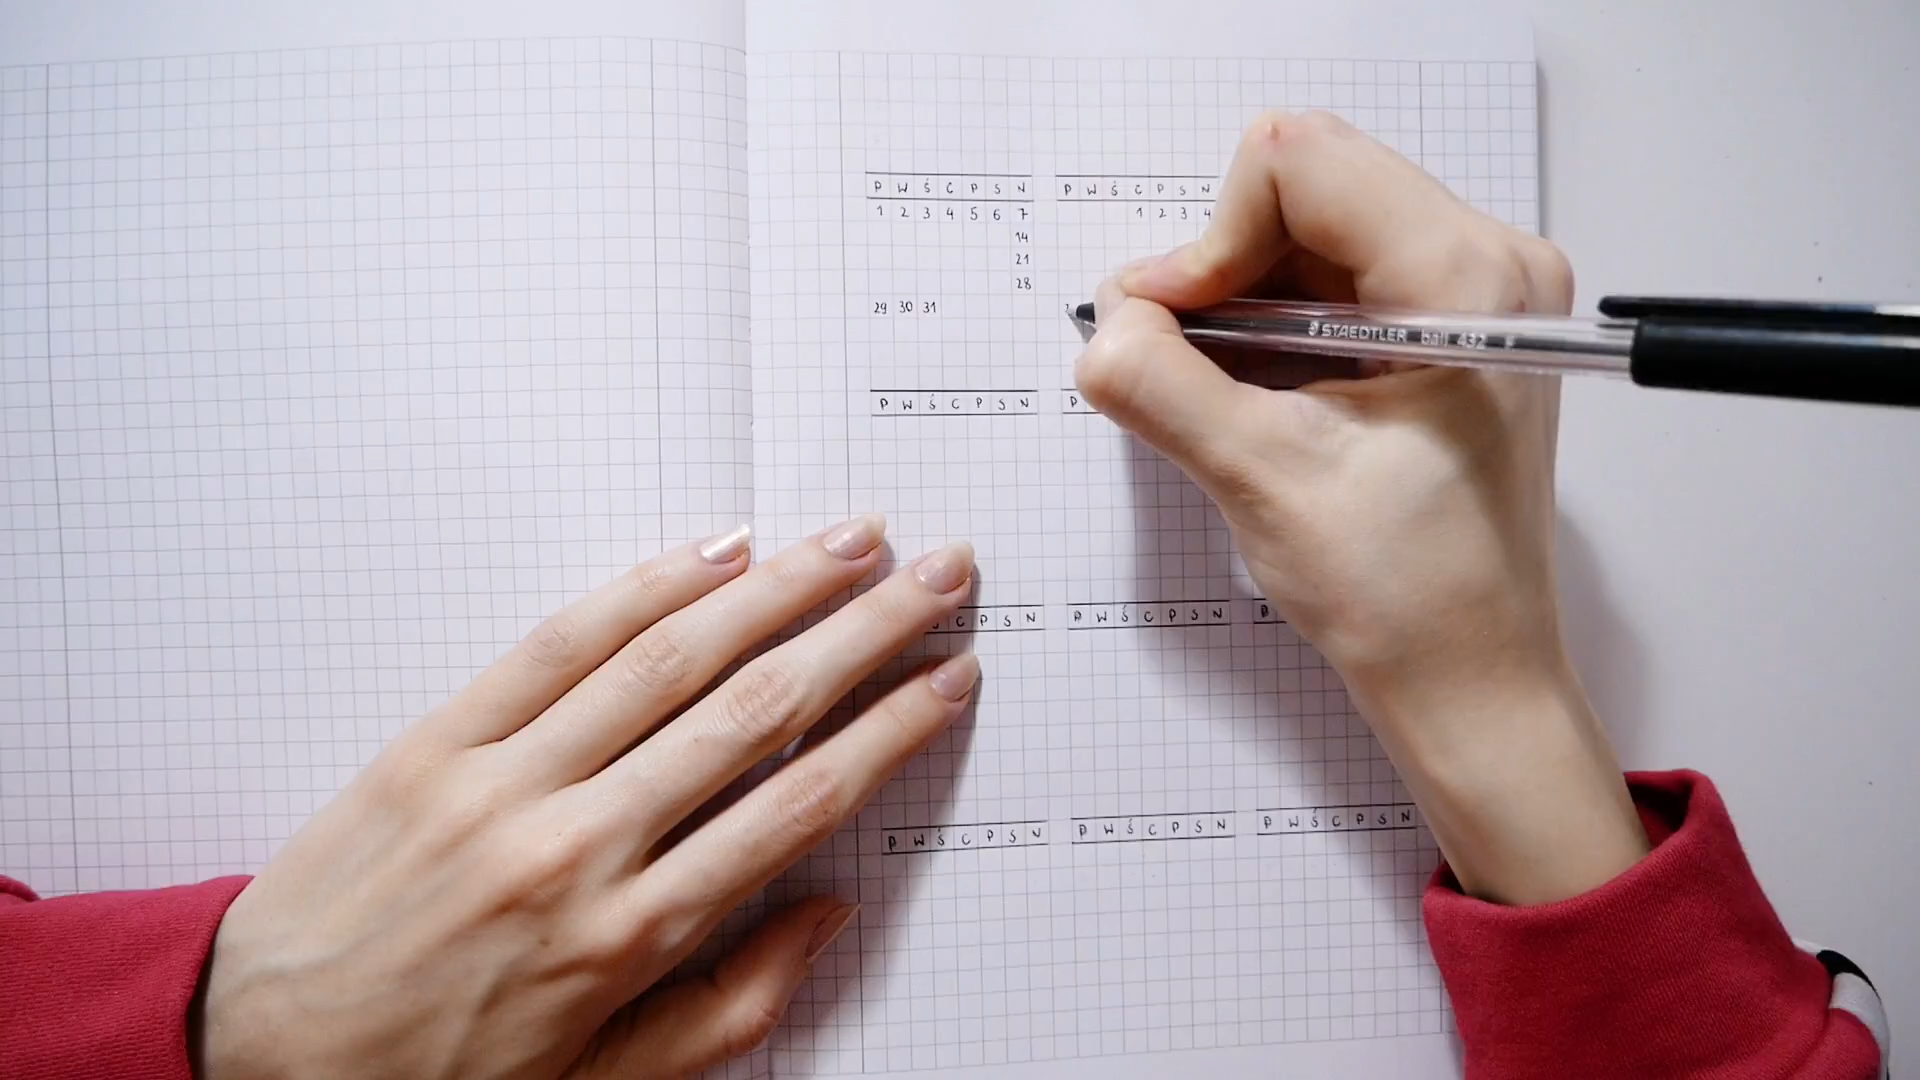 P W Ś C P S N
1 2 3 4 5 6 7
14
21
28
29 30 31
P W Ś C P S N
1 2 3 4
STAEDTLER ball 432
P W Ś C P S N
P
C P S N
P W Ś C P S N
P
P W Ś C P S N
P W Ś C P S N
P W Ś C P S N